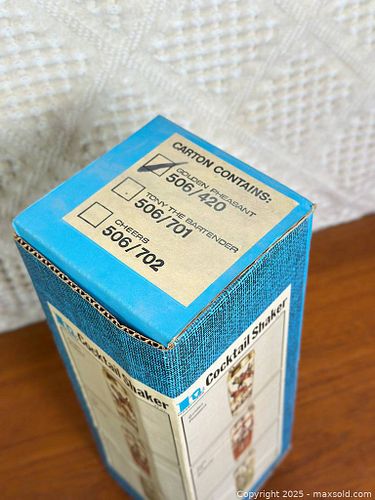 CARTON CONTAINS:
GOLDEN PHEASANT
506/420
TONY THE BARTENDER
506/701
CHEERS
506/702
Cocktail Shaker
Cocktail Shaker
Copyright © 2025 - maxsold.com